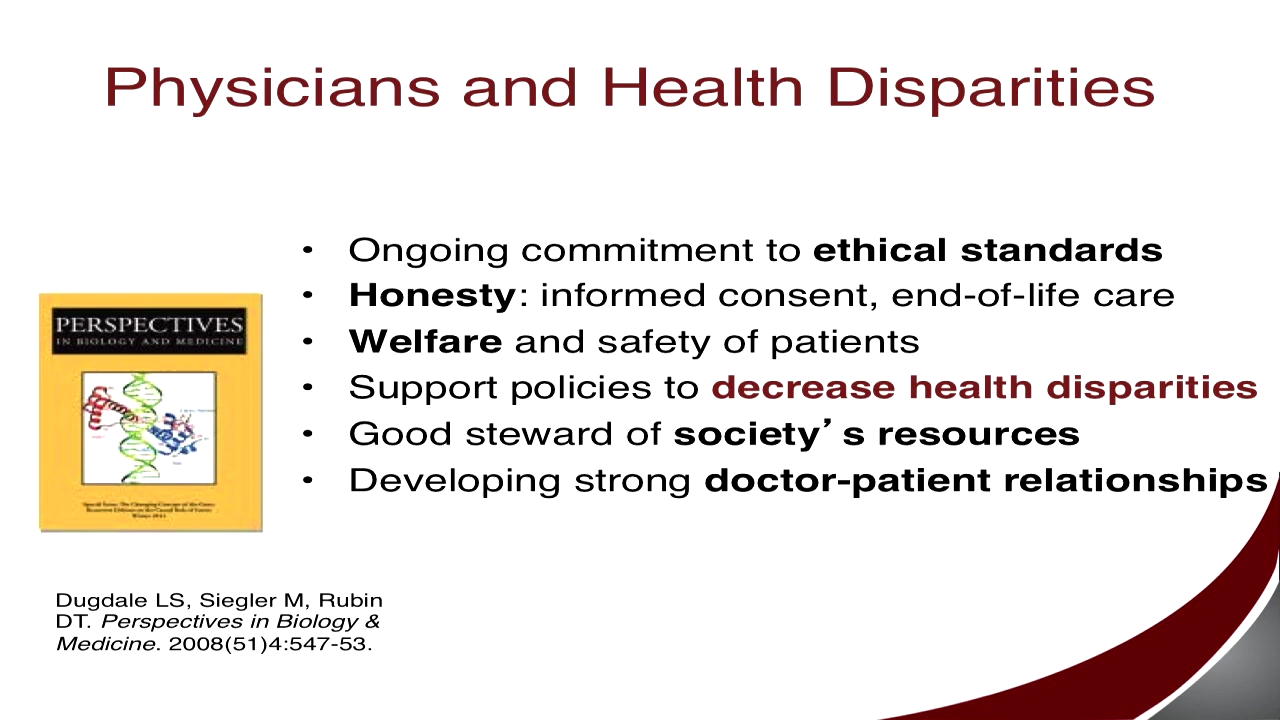 Physicians and Health Disparities
• Ongoing commitment to ethical standards
• Honesty: informed consent, end-of-life care
• Welfare and safety of patients
• Support policies to decrease health disparities
• Good steward of society’s resources
• Developing strong doctor-patient relationships
PERSPECTIVES
IN BIOLOGY AND MEDICINE
Dugdale LS, Siegler M, Rubin
DT. Perspectives in Biology &
Medicine. 2008(51)4:547-53.